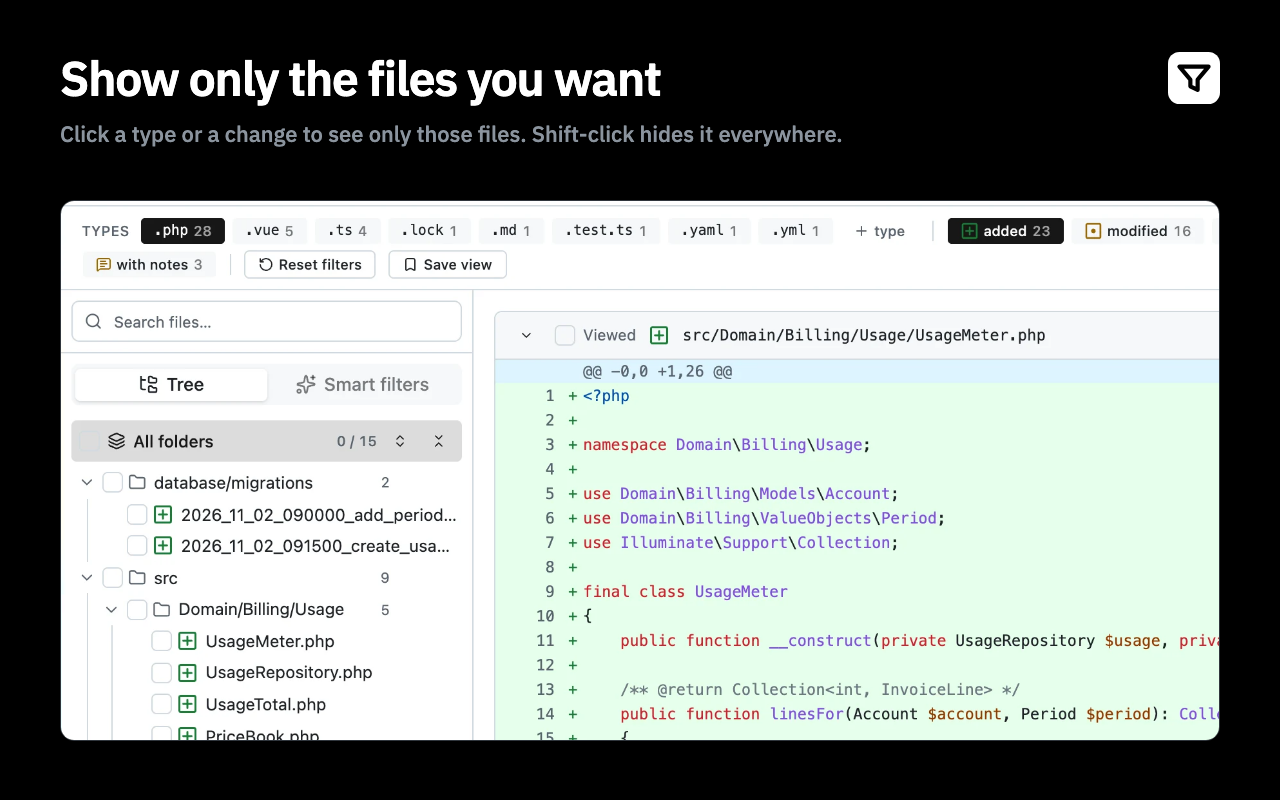 Show only the files you want
Click a type or a change to see only those files. Shift-click hides it everywhere.
TYPES .php 28 .vue 5 .ts 4 .lock 1 .md 1 .test.ts 1 .yaml 1 .yml 1 + type added 23 modified 16
with notes 3 Reset filters Save view
Search files...
Tree Smart filters
All folders 0 / 15
database/migrations 2
2026_11_02_090000_add_period...
2026_11_02_091500_create_usa...
src 9
Domain/Billing/Usage 5
UsageMeter.php
UsageRepository.php
UsageTotal.php
PriceBook.php
Viewed src/Domain/Billing/Usage/UsageMeter.php
@@ -0,0 +1,26 @@
1 + <?php
2 +
3 + namespace Domain\Billing\Usage;
4 +
5 + use Domain\Billing\Models\Account;
6 + use Domain\Billing\ValueObjects\Period;
7 + use Illuminate\Support\Collection;
8 +
9 + final class UsageMeter
10 + {
11 + public function __construct(private UsageRepository $usage, priva
12 +
13 + /** @return Collection<int, InvoiceLine> */
14 + public function linesFor(Account $account, Period $period): Colle
15 + {